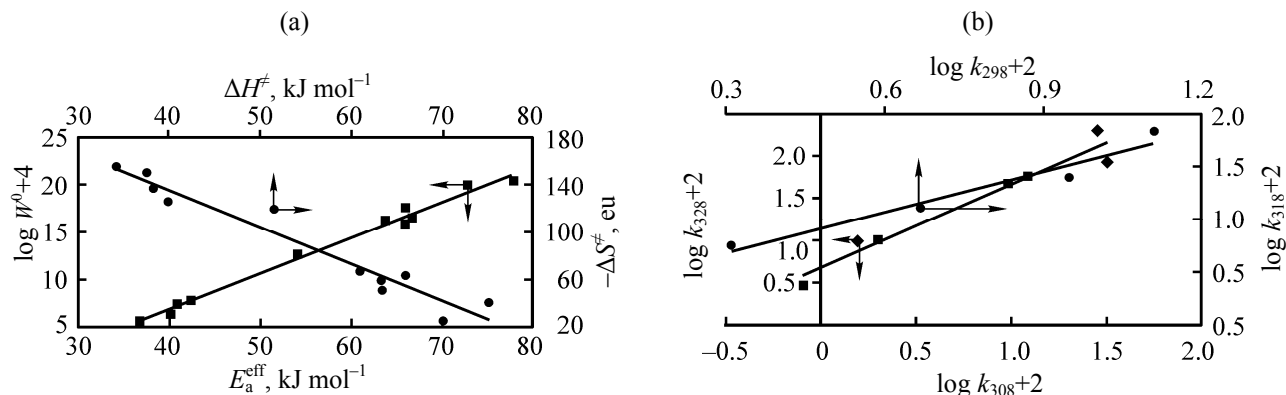 (a)
ΔH≠, kJ mol–1
30 40 50 60 70 80
25
20
15
10
5
log W0+4
180
140
100
60
20
–ΔS≠, eu
30 40 50 60 70 80
Eaeff, kJ mol–1
(b)
log k298+2
0.3 0.6 0.9 1.2
2.0
1.5
1.0
0.5
log k328+2
2.0
1.5
1.0
0.5
0.5
log k318+2
–0.5 0 0.5 1.0 1.5 2.0
log k308+2